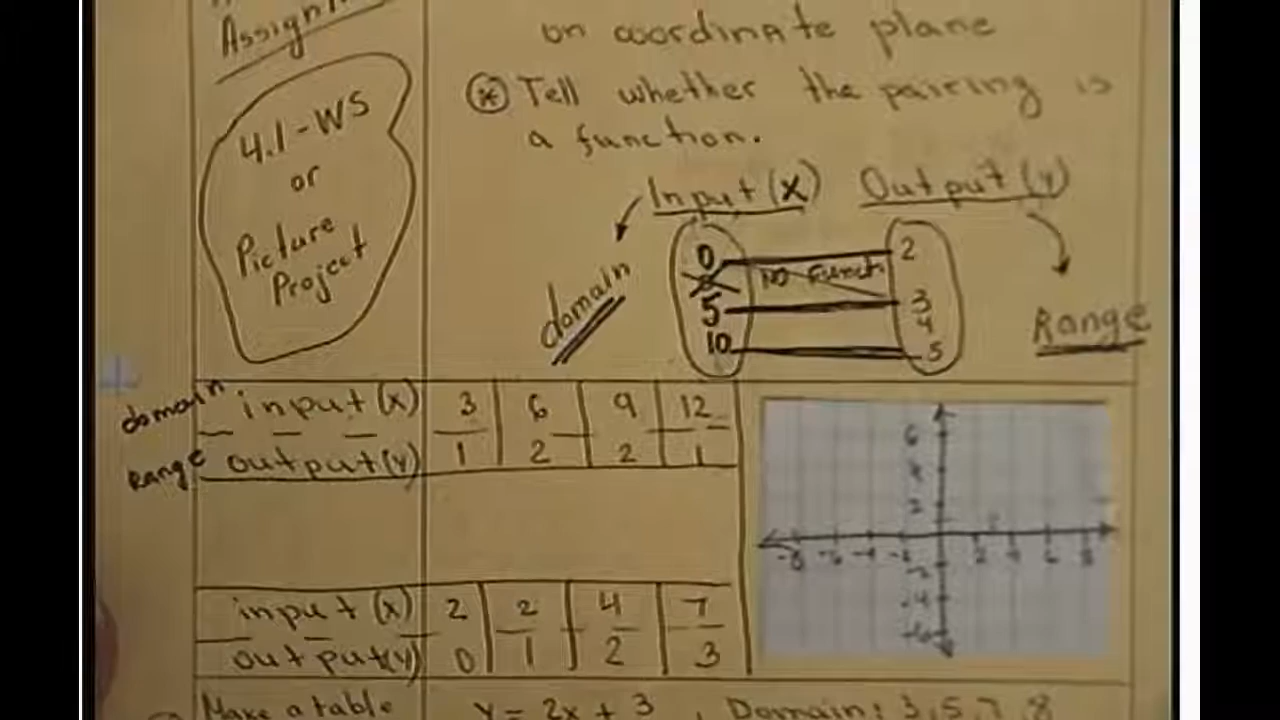 Assignm
on coordinate plane
* Tell whether the pairing is
a function.
4.1-WS
or
Picture
Project
Input (x) Output (y)
domain
0
5
10
NO Funct.
2
3
4
5
Range
domain input (x) 3 6 9 12
Range output (y) 1 2 2 1
6
4
2
-8 -6 -4 -2 2 4 6 8
-2
-4
-6
input (x) 2 2 4 7
output (y) 0 1 2 3
Make a table y = 2x + 3, Domain: 3, 5, 7, 8